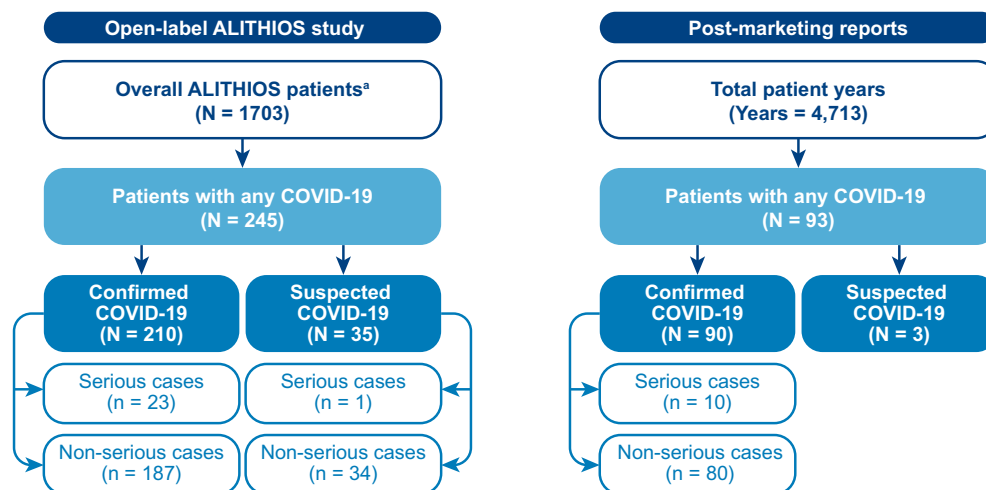 Open-label ALITHIOS study
Overall ALITHIOS patientsᵃ
(N = 1703)
Patients with any COVID-19
(N = 245)
Confirmed
COVID-19
(N = 210)
Suspected
COVID-19
(N = 35)
Serious cases
(n = 23)
Serious cases
(n = 1)
Non-serious cases
(n = 187)
Non-serious cases
(n = 34)
Post-marketing reports
Total patient years
(Years = 4,713)
Patients with any COVID-19
(N = 93)
Confirmed
COVID-19
(N = 90)
Suspected
COVID-19
(N = 3)
Serious cases
(n = 10)
Non-serious cases
(n = 80)